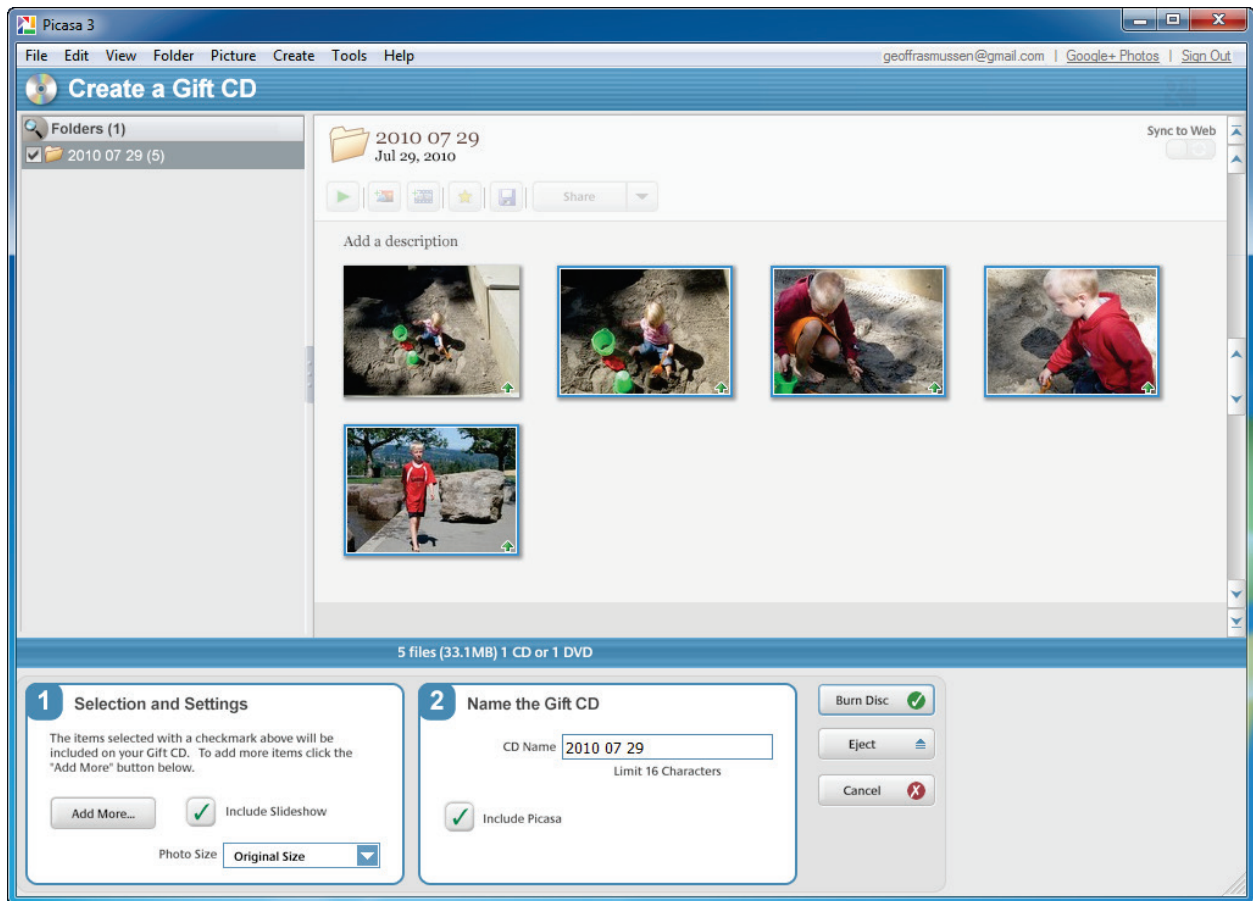 Picasa 3
File Edit View Folder Picture Create Tools Help
geoffrasmussen@gmail.com | Google+ Photos | Sign Out
Create a Gift CD
Folders (1)
2010 07 29 (5)
2010 07 29
Jul 29, 2010
Sync to Web
Share
Add a description
5 files (33.1MB) 1 CD or 1 DVD
1 Selection and Settings
The items selected with a checkmark above will be
included on your Gift CD. To add more items click the
"Add More" button below.
Add More...
Include Slideshow
Photo Size Original Size
2 Name the Gift CD
CD Name 2010 07 29
Limit 16 Characters
Include Picasa
Burn Disc
Eject
Cancel